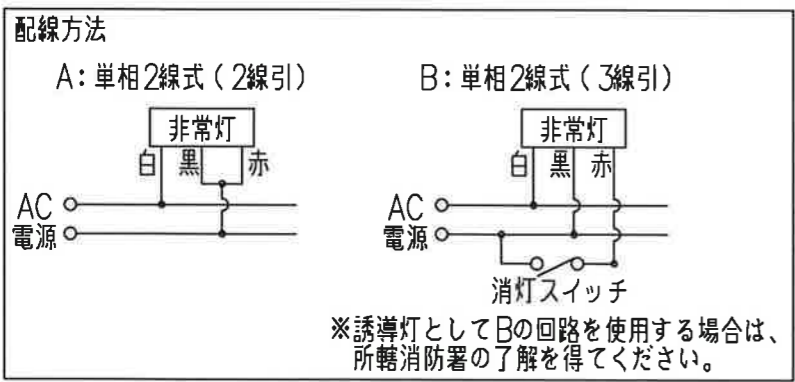 配線方法
A:単相2線式(2線引)
B:単相2線式(3線引)
非常灯
白 黒 赤
AC
電源
非常灯
白 黒 赤
AC
電源
消灯スイッチ
※誘導灯としてBの回路を使用する場合は、
所轄消防署の了解を得てください。